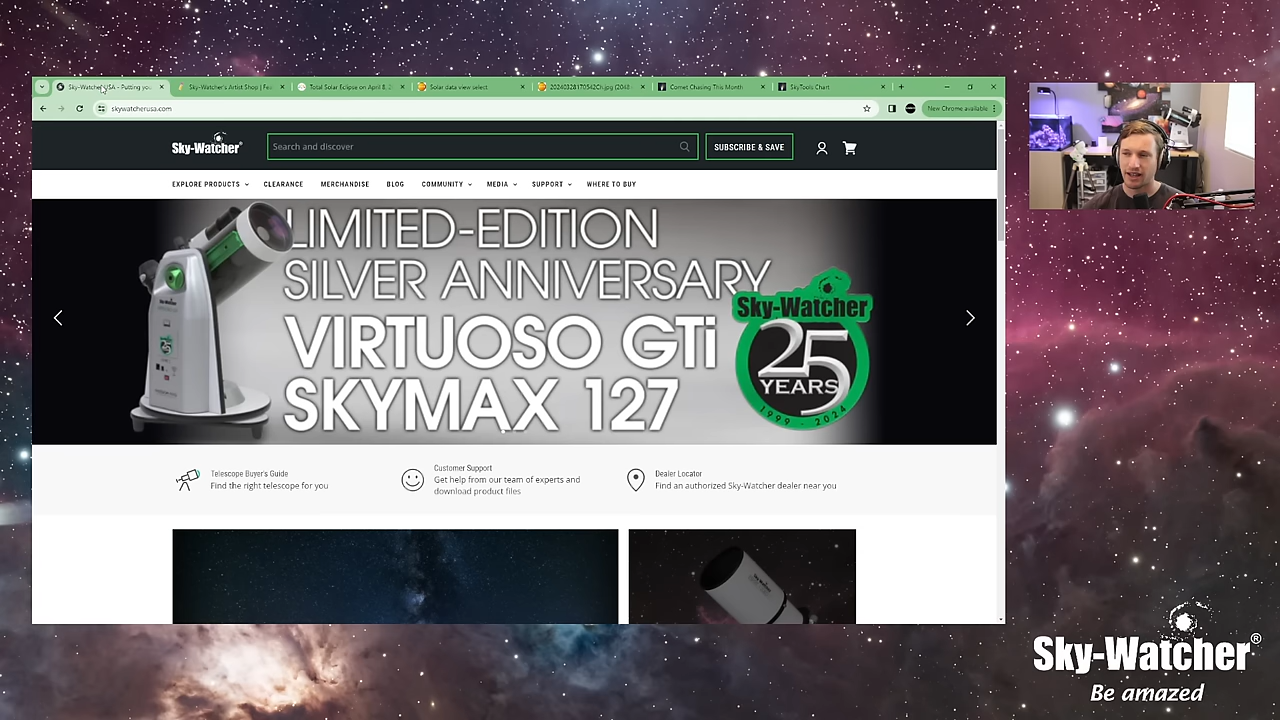 Sky-Watcher USA - Putting you
Sky-Watcher's Artist Shop | Fea
Total Solar Eclipse on April 8, 2
Solar data view select
20240328170542Ch.jpg (2048
Comet Chasing This Month
SkyTools Chart
skywatcherusa.com
New Chrome available
Sky-Watcher®
Search and discover
SUBSCRIBE & SAVE
EXPLORE PRODUCTS
CLEARANCE
MERCHANDISE
BLOG
COMMUNITY
MEDIA
SUPPORT
WHERE TO BUY
LIMITED-EDITION
SILVER ANNIVERSARY
VIRTUOSO GTi
SKYMAX 127
Sky-Watcher
25
YEARS
1999 - 2024
Telescope Buyer's Guide
Find the right telescope for you
Customer Support
Get help from our team of experts and
download product files
Dealer Locator
Find an authorized Sky-Watcher dealer near you
Sky-Watcher®
Be amazed